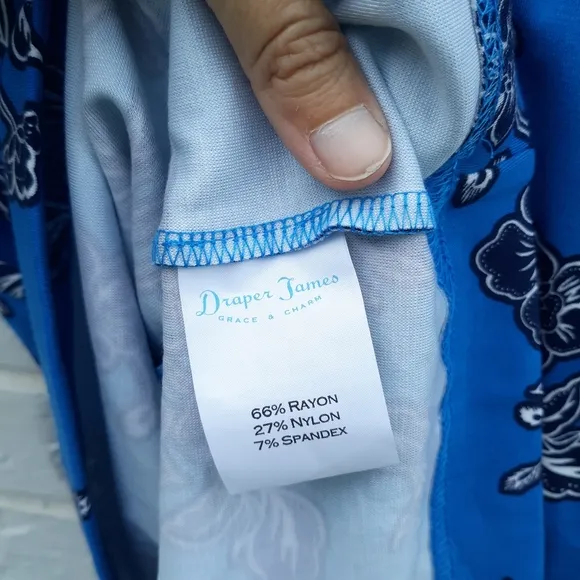 Draper James
GRACE & CHARM
66% RAYON
27% NYLON
7% SPANDEX